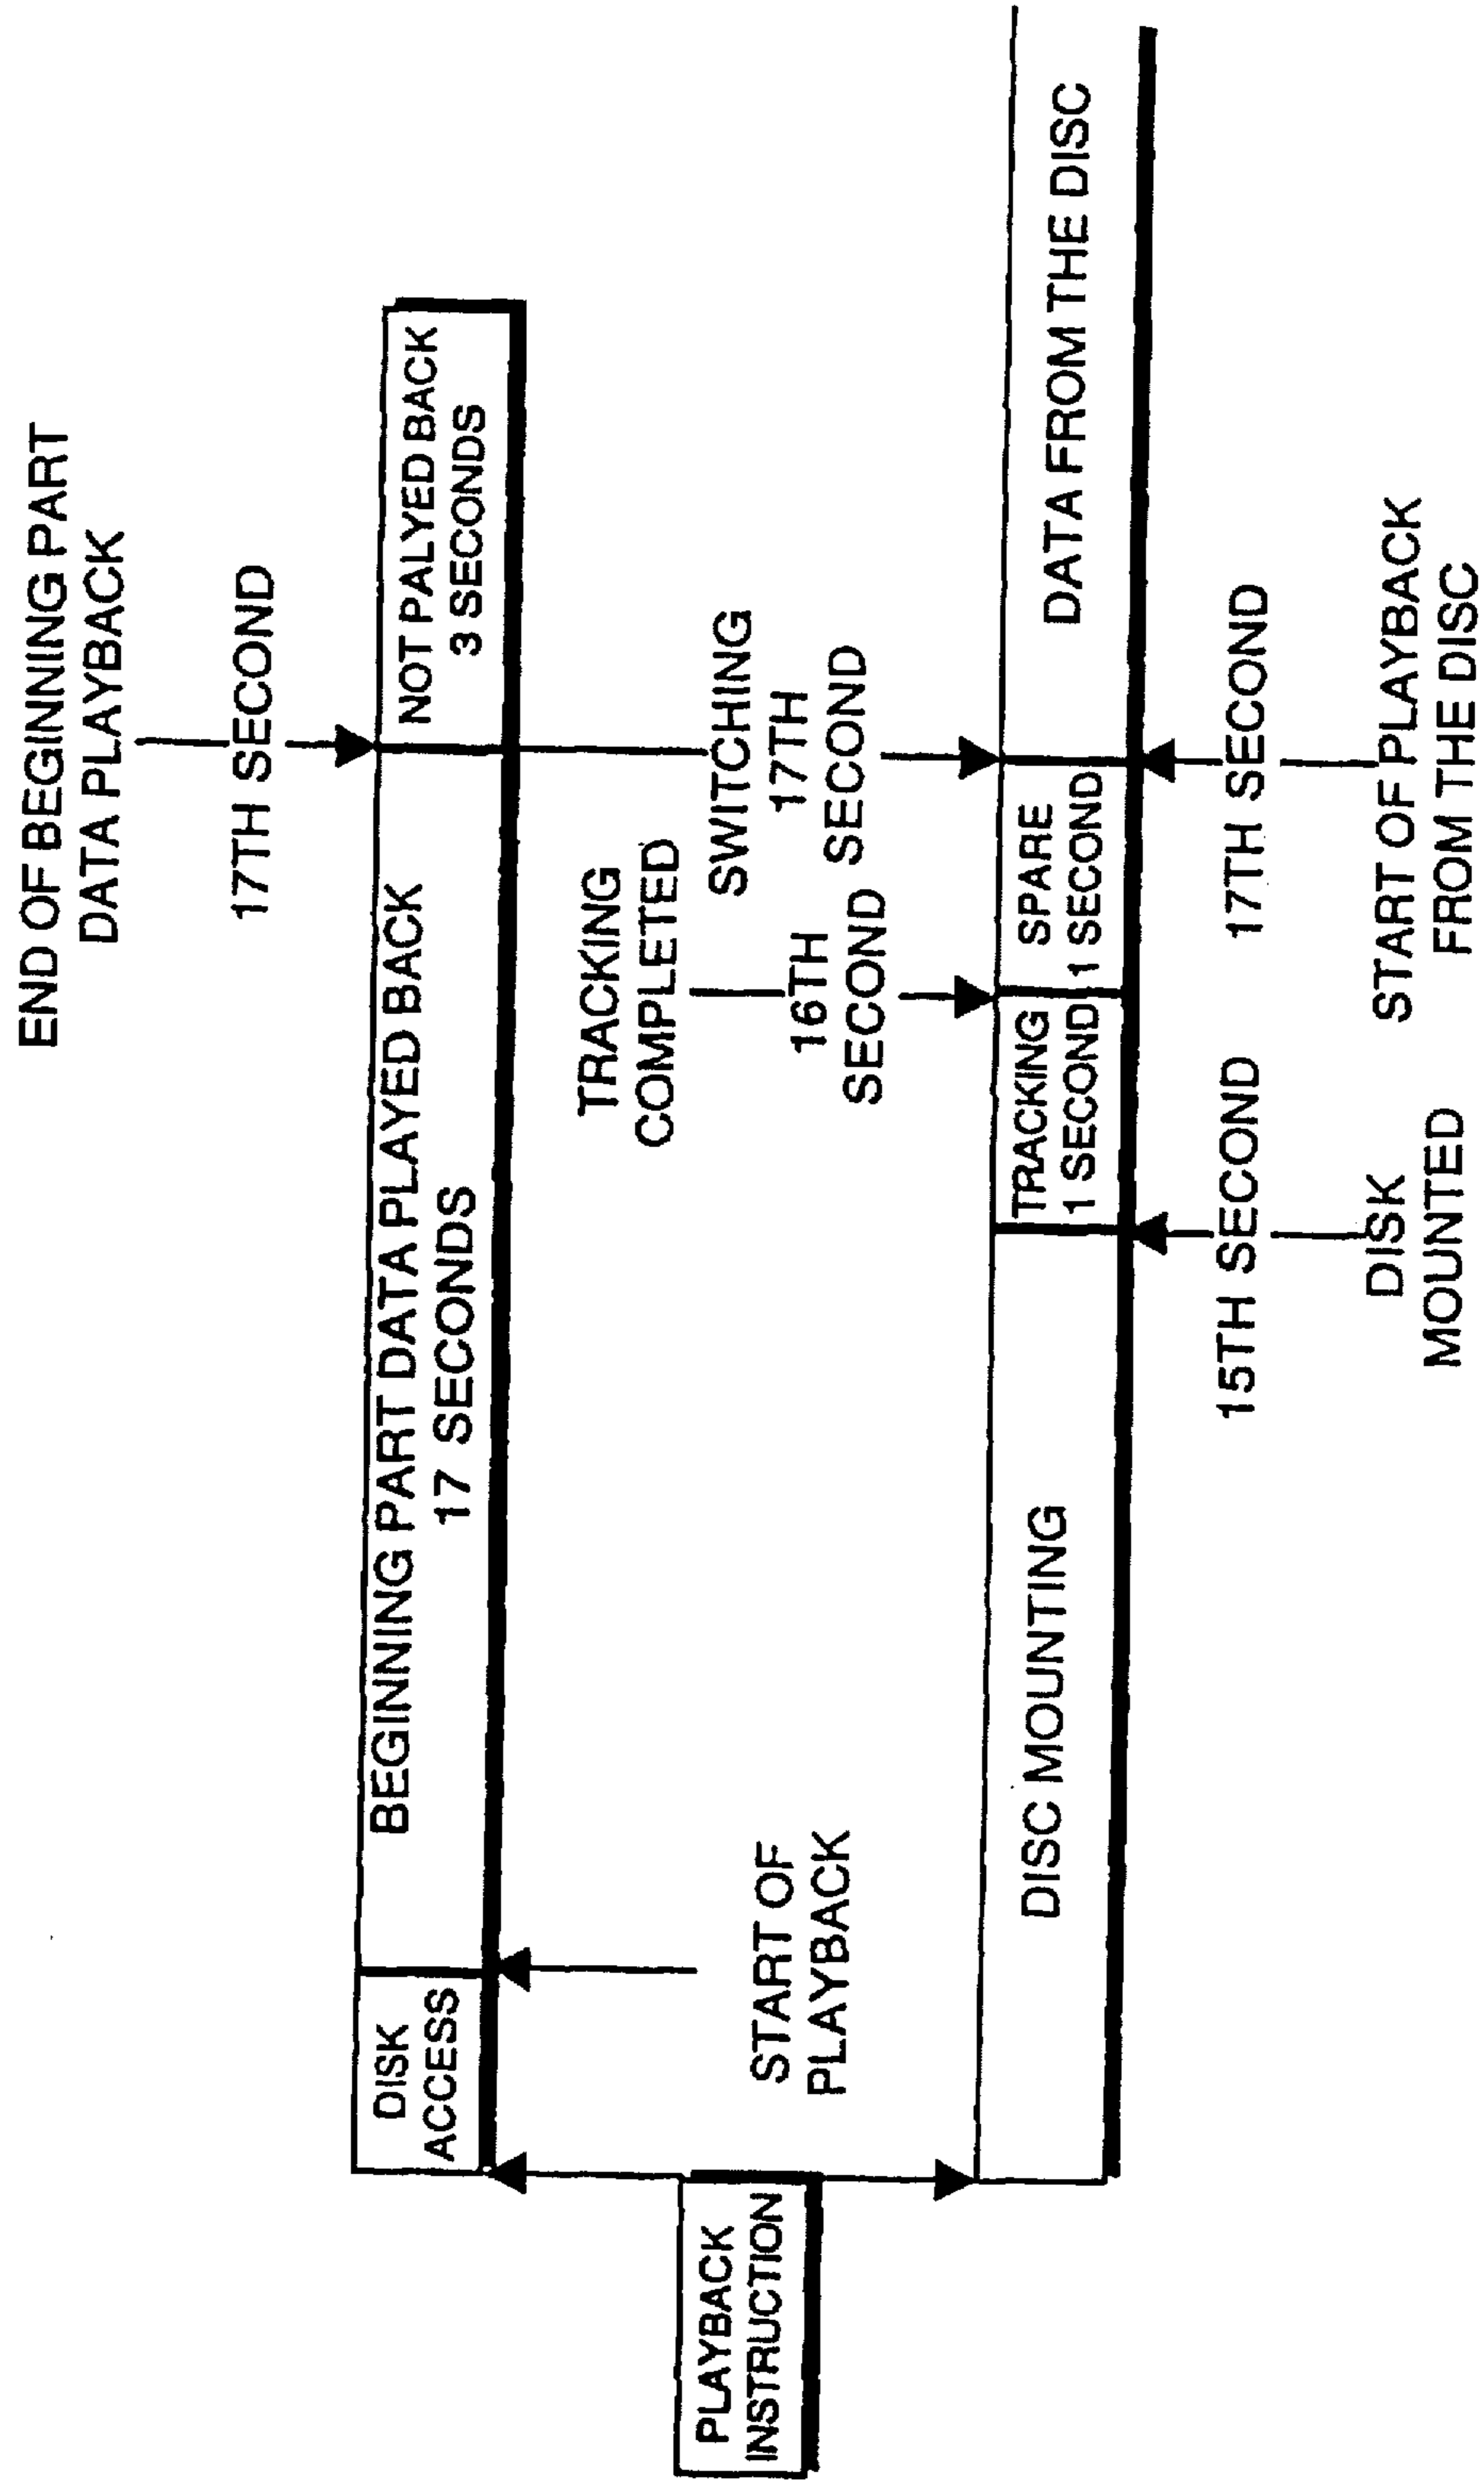 END OF BEGINNING PART
DATA PLAYBACK
17TH SECOND
DISK
ACCESS
BEGINNING PART DATA PLAYED BACK
17 SECONDS
NOT PALYED BACK
3 SECONDS
PLAYBACK
INSTRUCTION
START OF
PLAYBACK
TRACKING
COMPLETED
16TH
SECOND
SWITCHING
17TH
SECOND
DISC MOUNTING
TRACKING
1 SECOND
SPARE
1 SECOND
DATA FROM THE DISC
15TH SECOND
DISK
MOUNTED
17TH SECOND
START OF PLAYBACK
FROM THE DISC